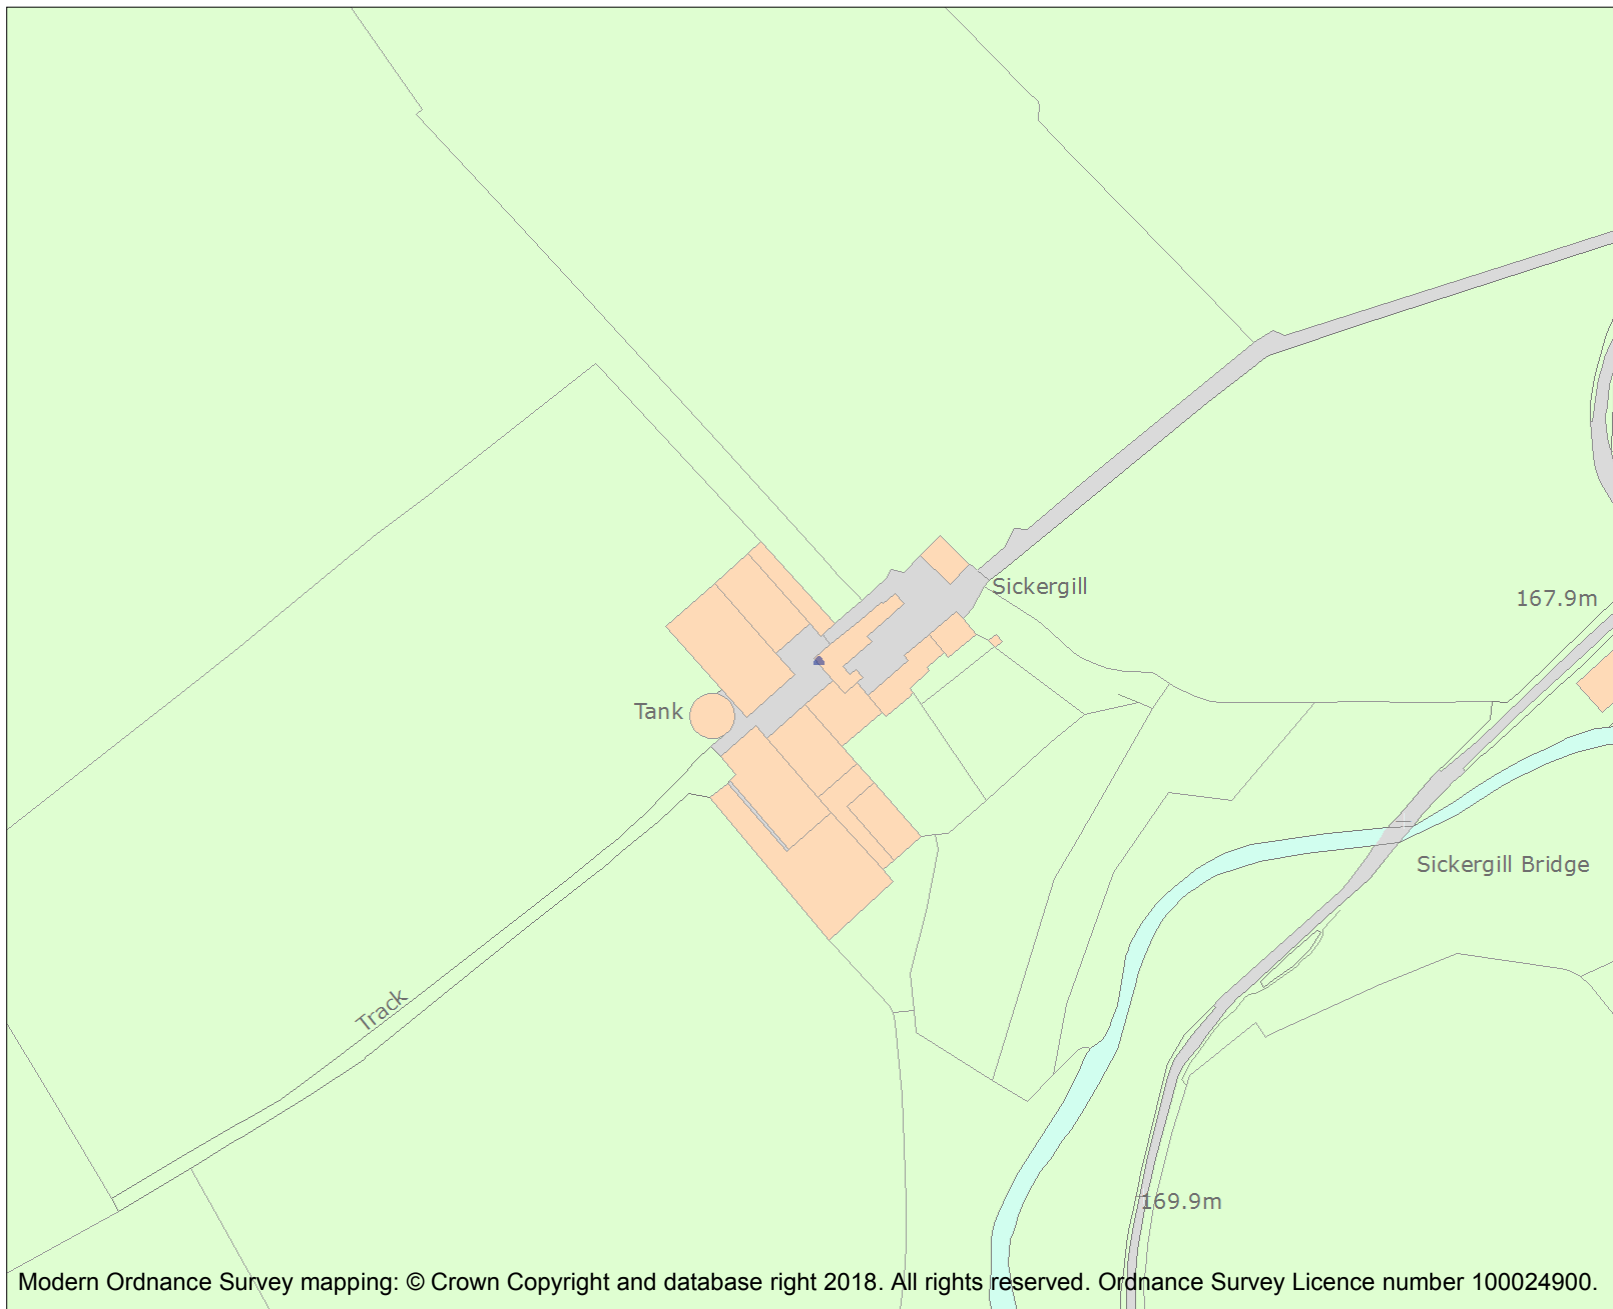 Sickergill
167.9m
Tank
Sickergill Bridge
Track
169.9m
Modern Ordnance Survey mapping: © Crown Copyright and database right 2018. All rights reserved. Ordnance Survey Licence number 100024900.